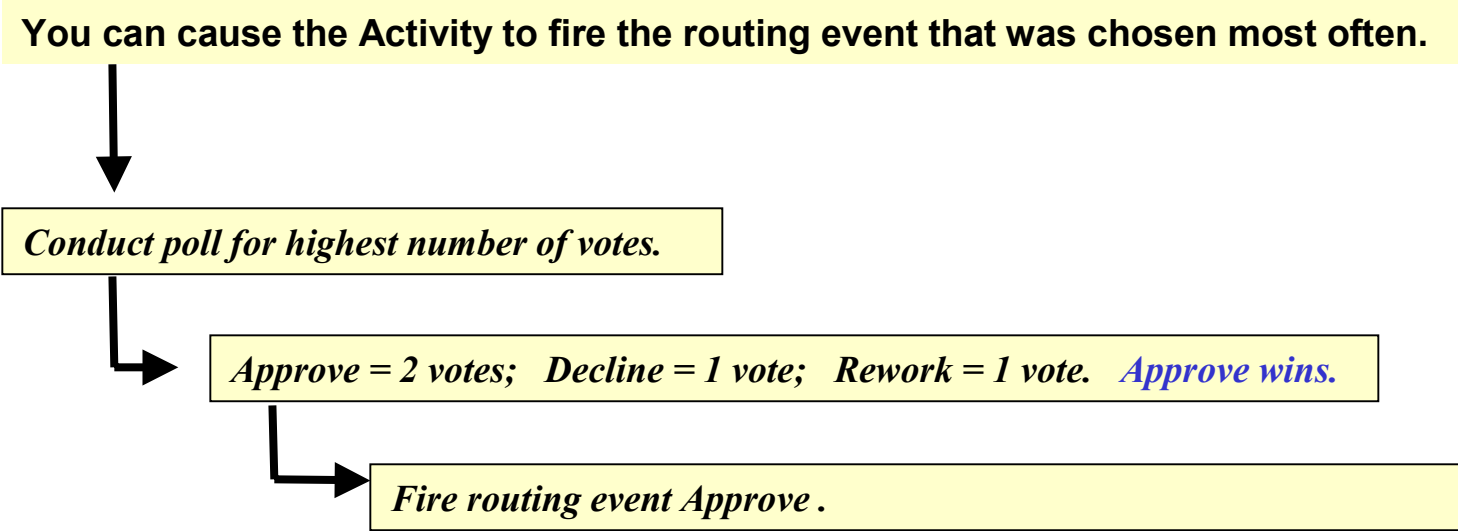 You can cause the Activity to fire the routing event that was chosen most often.
Conduct poll for highest number of votes.
Approve = 2 votes; Decline = 1 vote; Rework = 1 vote. Approve wins.
Fire routing event Approve .